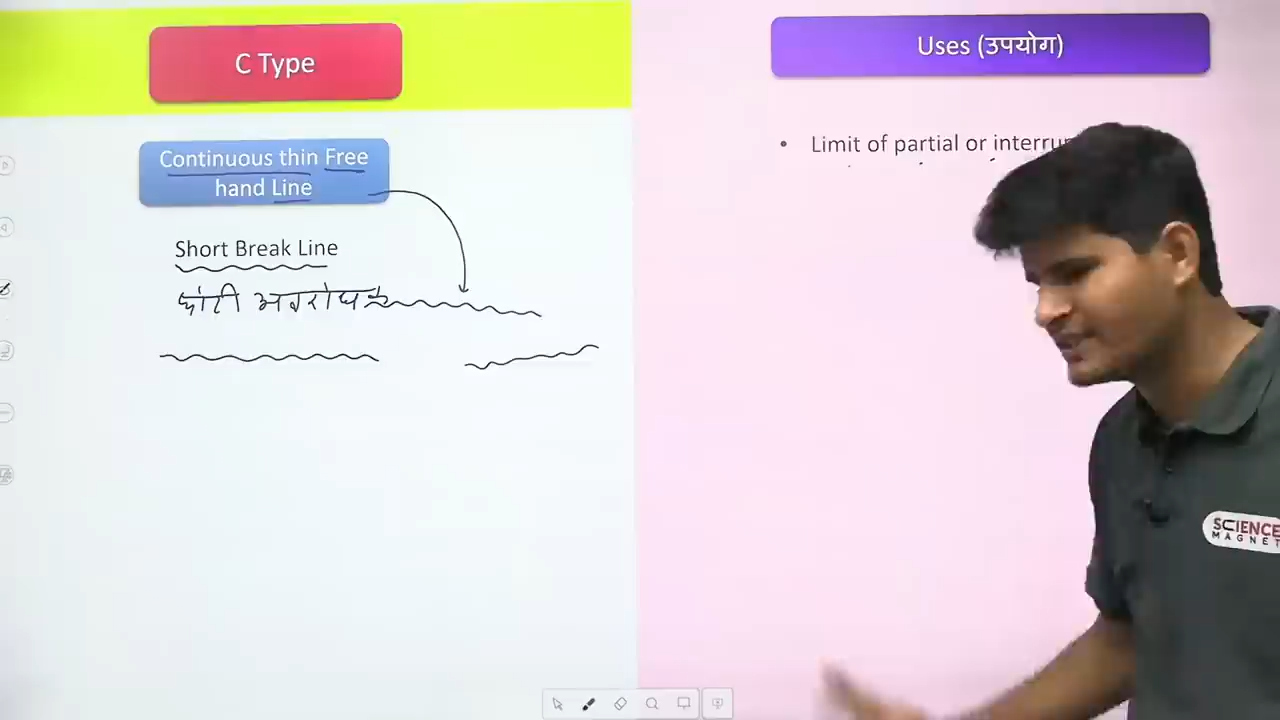 C Type
Continuous thin Free
hand Line
Short Break Line
छोटी अवरोधक
Uses (उपयोग)
• Limit of partial or
SCIENCE
MAGNET